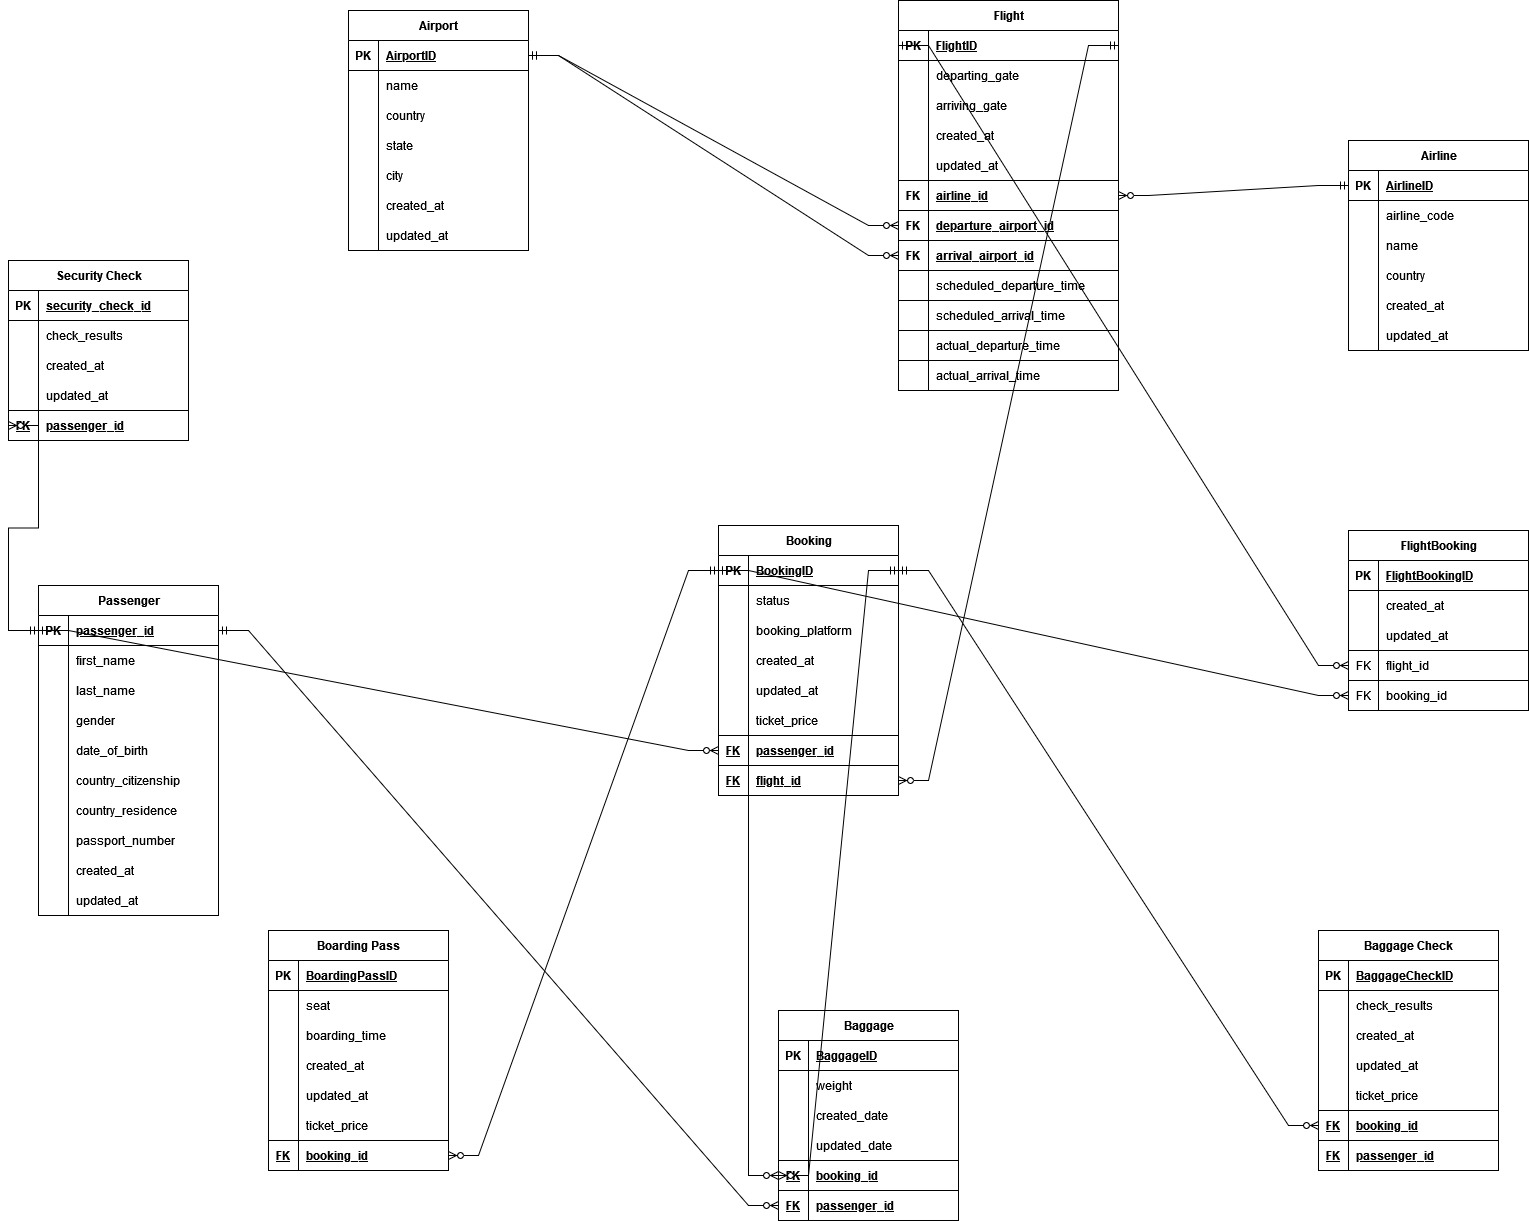 Airport
PK AirportID
name
country
state
city
created_at
updated_at
Flight
PK FlightID
departing_gate
arriving_gate
created_at
updated_at
FK airline_id
FK departure_airport_id
FK arrival_airport_id
scheduled_departure_time
scheduled_arrival_time
actual_departure_time
actual_arrival_time
Airline
PK AirlineID
airline_code
name
country
created_at
updated_at
Security Check
PK security_check_id
check_results
created_at
updated_at
FK passenger_id
Booking
PK BookingID
status
booking_platform
created_at
updated_at
ticket_price
FK passenger_id
FK flight_id
FlightBooking
PK FlightBookingID
created_at
updated_at
FK flight_id
FK booking_id
Passenger
PK passenger_id
first_name
last_name
gender
date_of_birth
country_citizenship
country_residence
passport_number
created_at
updated_at
Boarding Pass
PK BoardingPassID
seat
boarding_time
created_at
updated_at
ticket_price
FK booking_id
Baggage
PK BaggageID
weight
created_date
updated_date
FK booking_id
FK passenger_id
Baggage Check
PK BaggageCheckID
check_results
created_at
updated_at
ticket_price
FK booking_id
FK passenger_id